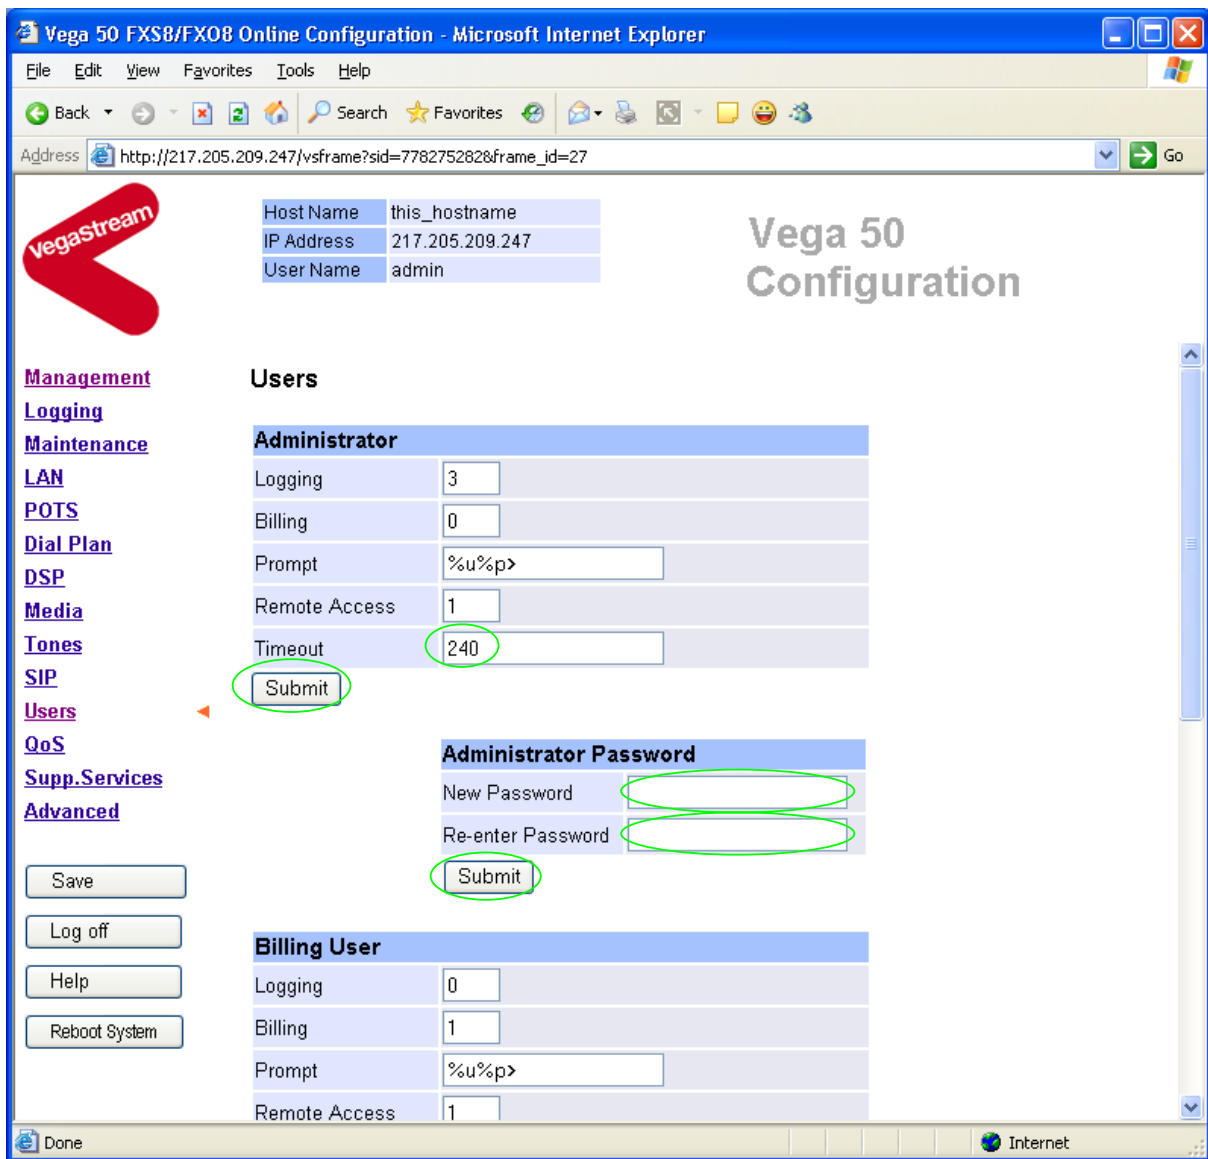 Vega 50 FXS8/FXO8 Online Configuration - Microsoft Internet Explorer
File Edit View Favorites Tools Help
Back Search Favorites
Address http://217.205.209.247/vsframe?sid=778275282&frame_id=27 Go
vegastream
Host Name this_hostname
IP Address 217.205.209.247
User Name admin
Vega 50
Configuration
Management
Logging
Maintenance
LAN
POTS
Dial Plan
DSP
Media
Tones
SIP
Users
QoS
Supp.Services
Advanced
Save
Log off
Help
Reboot System
Users
Administrator
Logging 3
Billing 0
Prompt %u%p>
Remote Access 1
Timeout 240
Submit
Administrator Password
New Password
Re-enter Password
Submit
Billing User
Logging 0
Billing 1
Prompt %u%p>
Remote Access 1
Done Internet